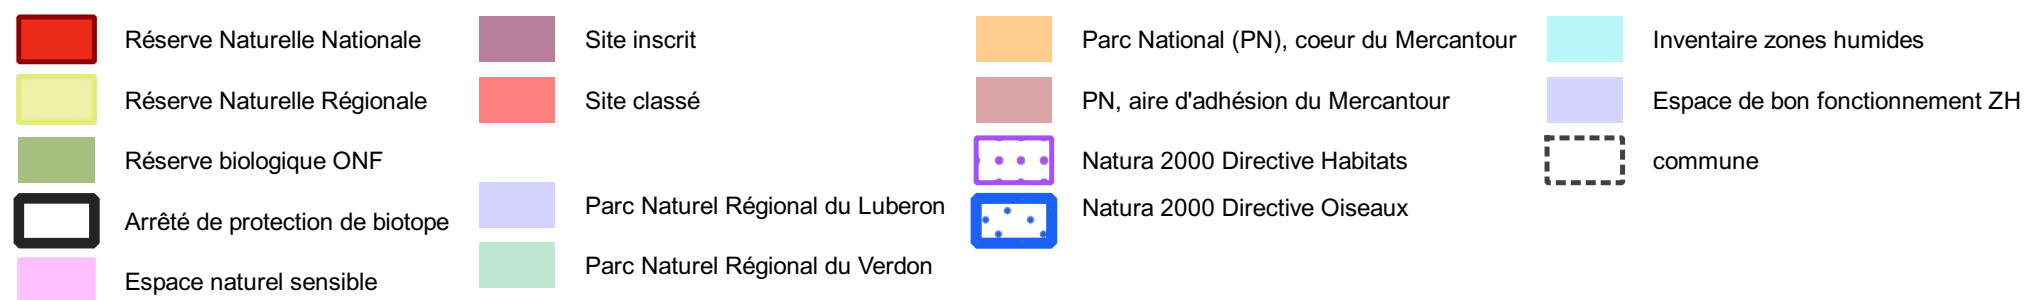 Réserve Naturelle Nationale
Réserve Naturelle Régionale
Réserve biologique ONF
Arrêté de protection de biotope
Espace naturel sensible
Site inscrit
Site classé
Parc Naturel Régional du Luberon
Parc Naturel Régional du Verdon
Parc National (PN), coeur du Mercantour
PN, aire d'adhésion du Mercantour
Natura 2000 Directive Habitats
Natura 2000 Directive Oiseaux
Inventaire zones humides
Espace de bon fonctionnement ZH
commune